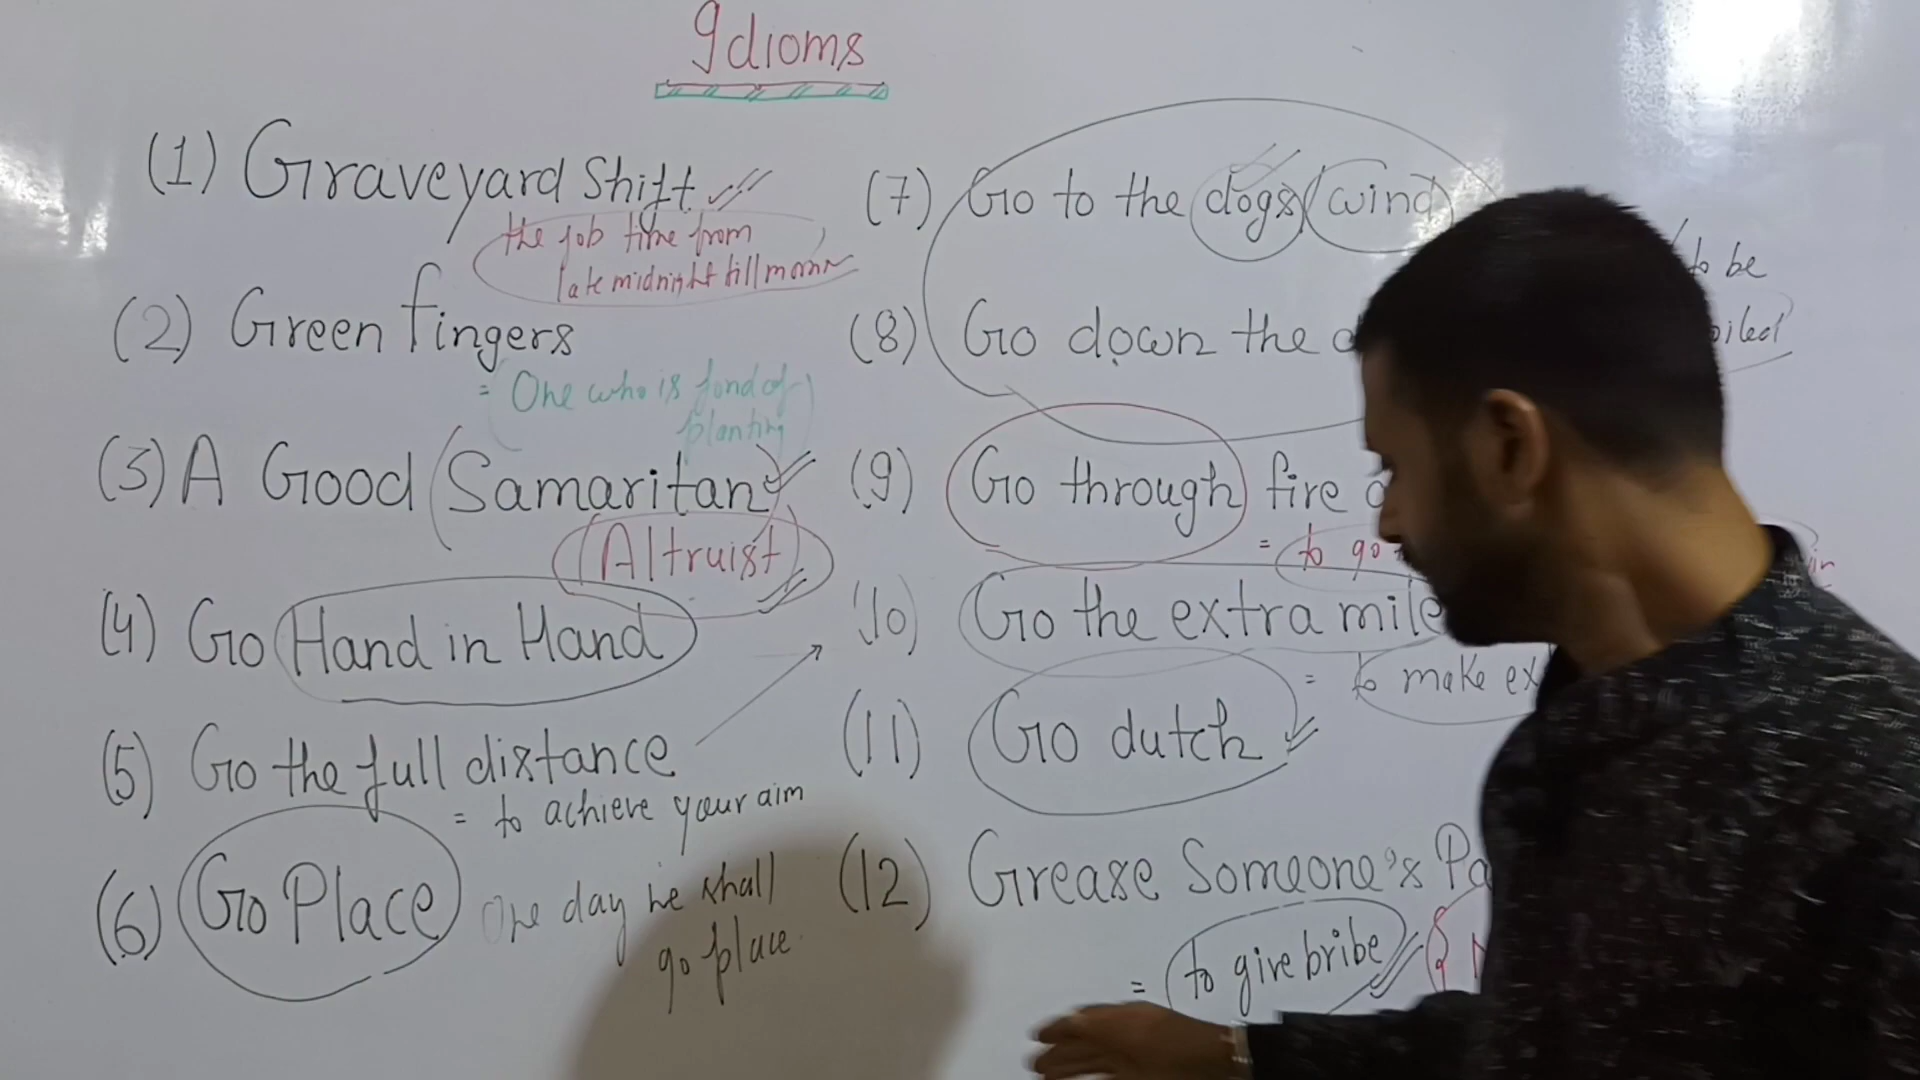 Idioms
(1) Graveyard Shift
the job time from
late midnight till morn
(2) Green fingers
= One who is fond of
planting
(3) A Good Samaritan
(Altruist)
(4) Go Hand in Hand
(5) Go the full distance
= to achieve your aim
(6) Go Place One day he shall
go place.
(7) Go to the dogs/wind
to be
(8) Go down the
(9) Go through fire
= to go
(10) Go the extra mile
= to make
(11) Go dutch
(12) Grease Someone's
= to give bribe